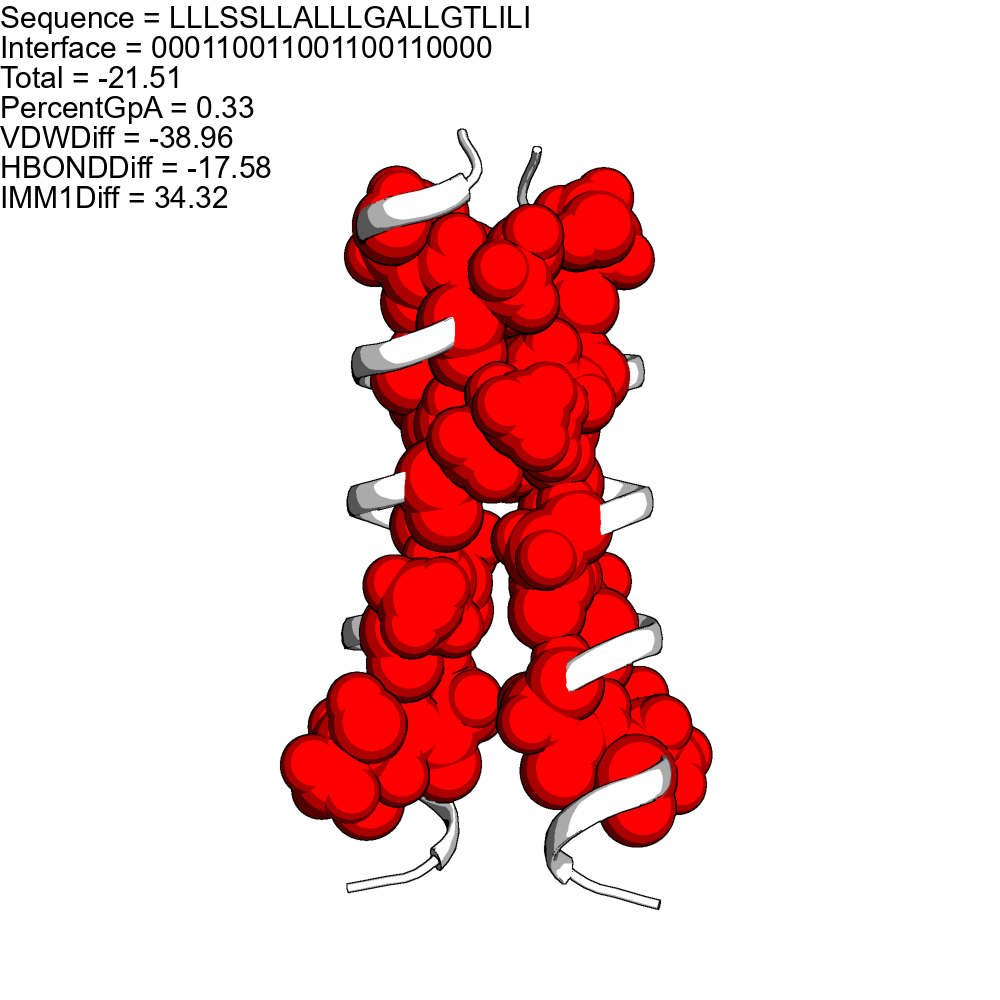 Sequence = LLLSSLLALLLGALLGTLILI
Interface = 000110011001100110000
Total = -21.51
PercentGpA = 0.33
VDWDiff = -38.96
HBONDDiff = -17.58
IMM1Diff = 34.32